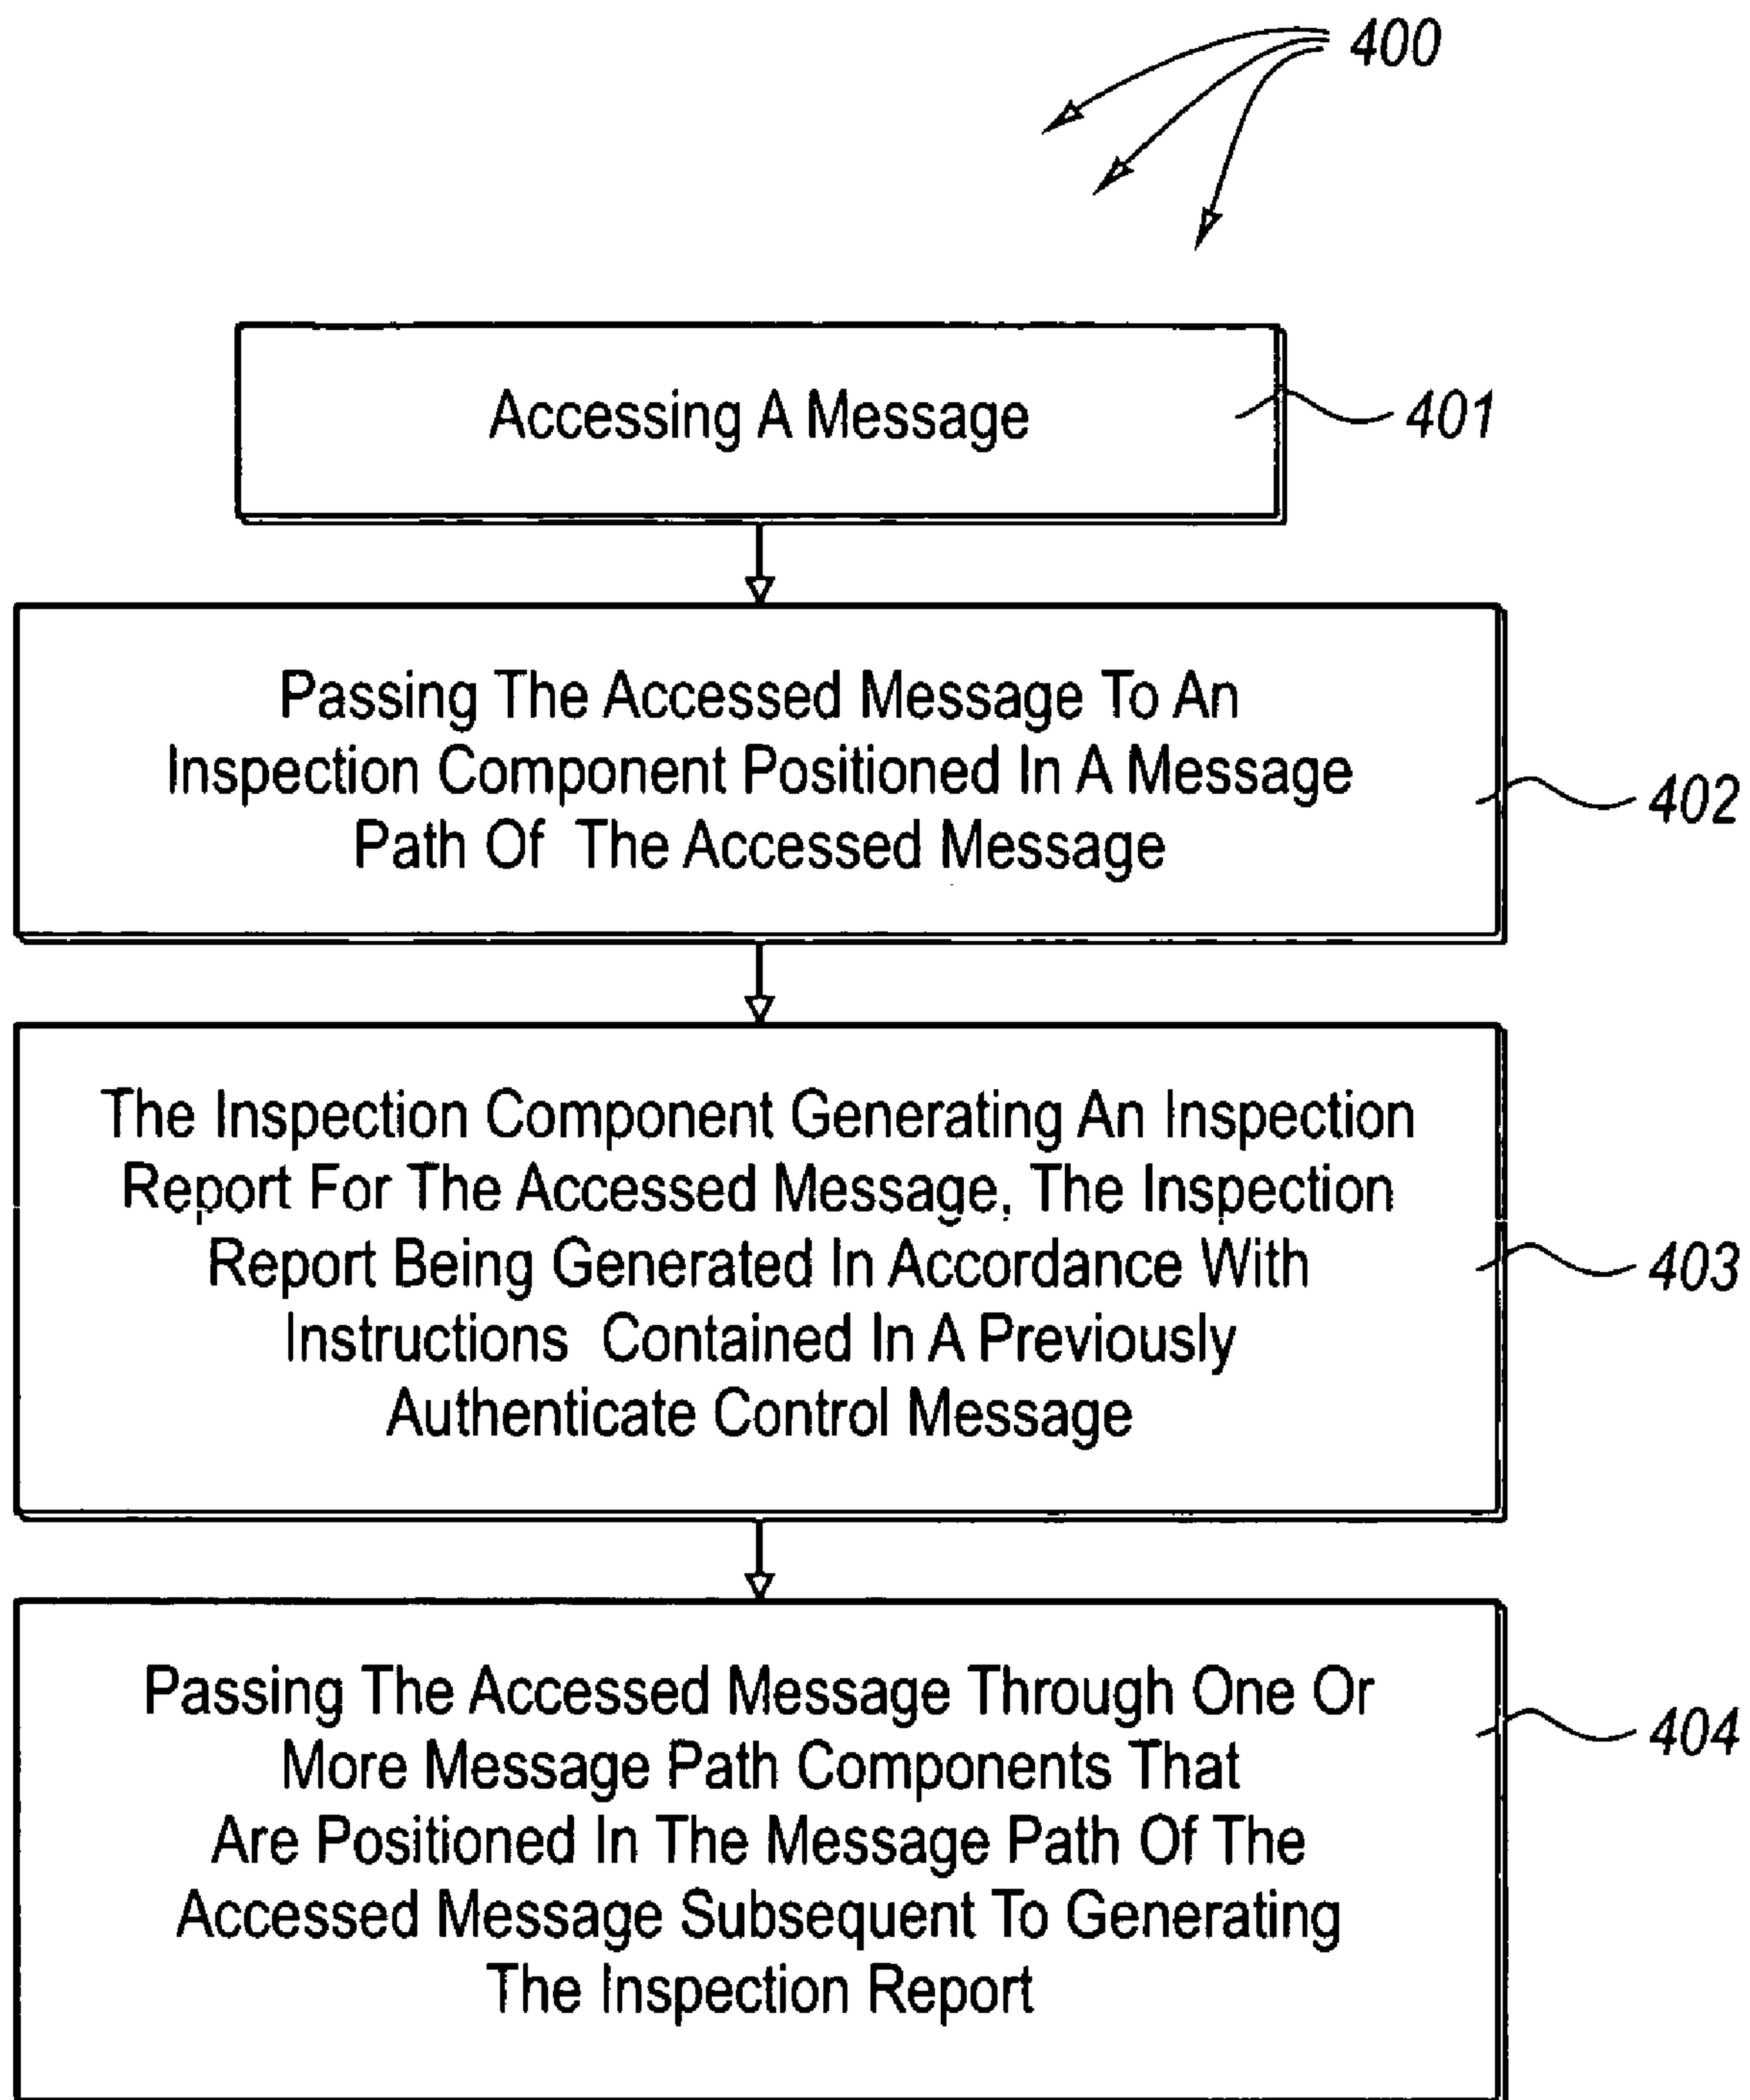 400
Accessing A Message
401
Passing The Accessed Message To An
Inspection Component Positioned In A Message
Path Of The Accessed Message
402
The Inspection Component Generating An Inspection
Report For The Accessed Message, The Inspection
Report Being Generated In Accordance With
Instructions Contained In A Previously
Authenticate Control Message
403
Passing The Accessed Message Through One Or
More Message Path Components That
Are Positioned In The Message Path Of The
Accessed Message Subsequent To Generating
The Inspection Report
404